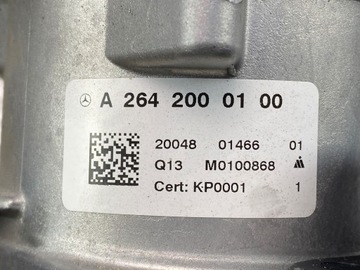 A 264 200 01 00
20048 01466 01
Q13 M0100868
Cert: KP0001 1